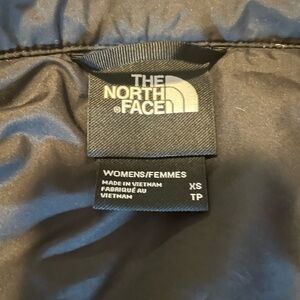 THE
NORTH
FACE
WOMENS/FEMMES
MADE IN VIETNAM XS
FABRIQUÉ AU TP
VIETNAM